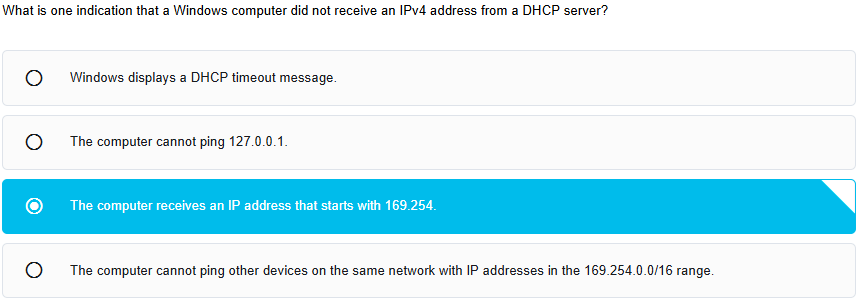 What is one indication that a Windows computer did not receive an IPv4 address from a DHCP server?
Windows displays a DHCP timeout message.
The computer cannot ping 127.0.0.1.
The computer receives an IP address that starts with 169.254.
The computer cannot ping other devices on the same network with IP addresses in the 169.254.0.0/16 range.